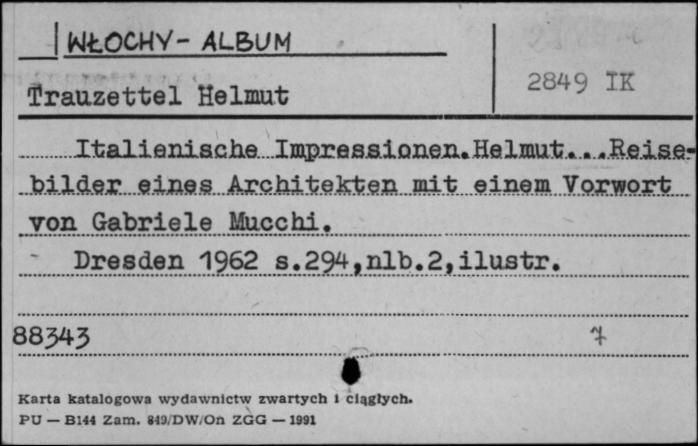 WŁOCHY - ALBUM
Trauzettel Helmut
2849 IK
Italienische Impressionen.Helmut...Reise-
bilder eines Architekten mit einem Vorwort
von Gabriele Mucchi.
Dresden 1962 s.294,nlb.2,ilustr.
88343
7
Karta katalogowa wydawnictw zwartych i ciągłych.
PU — B144 Zam. 849/DW/On ZGG — 1991